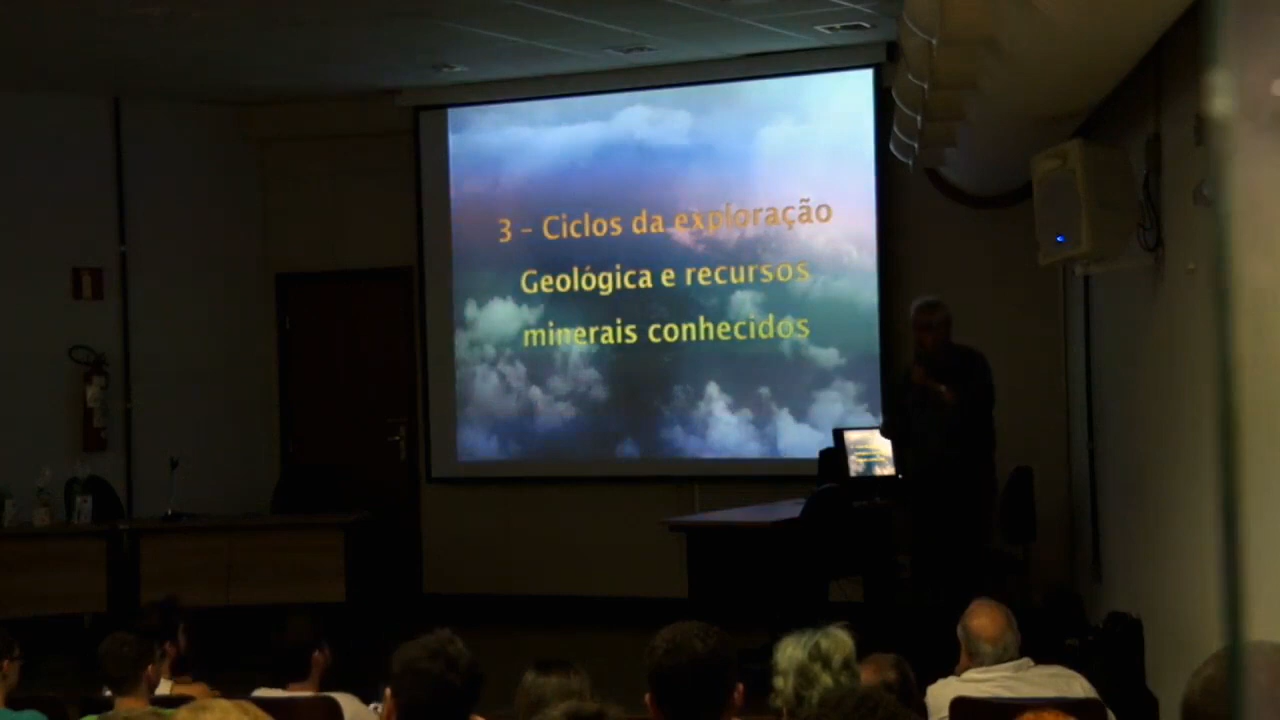 3 - Ciclos da exploração
Geológica e recursos
minerais conhecidos